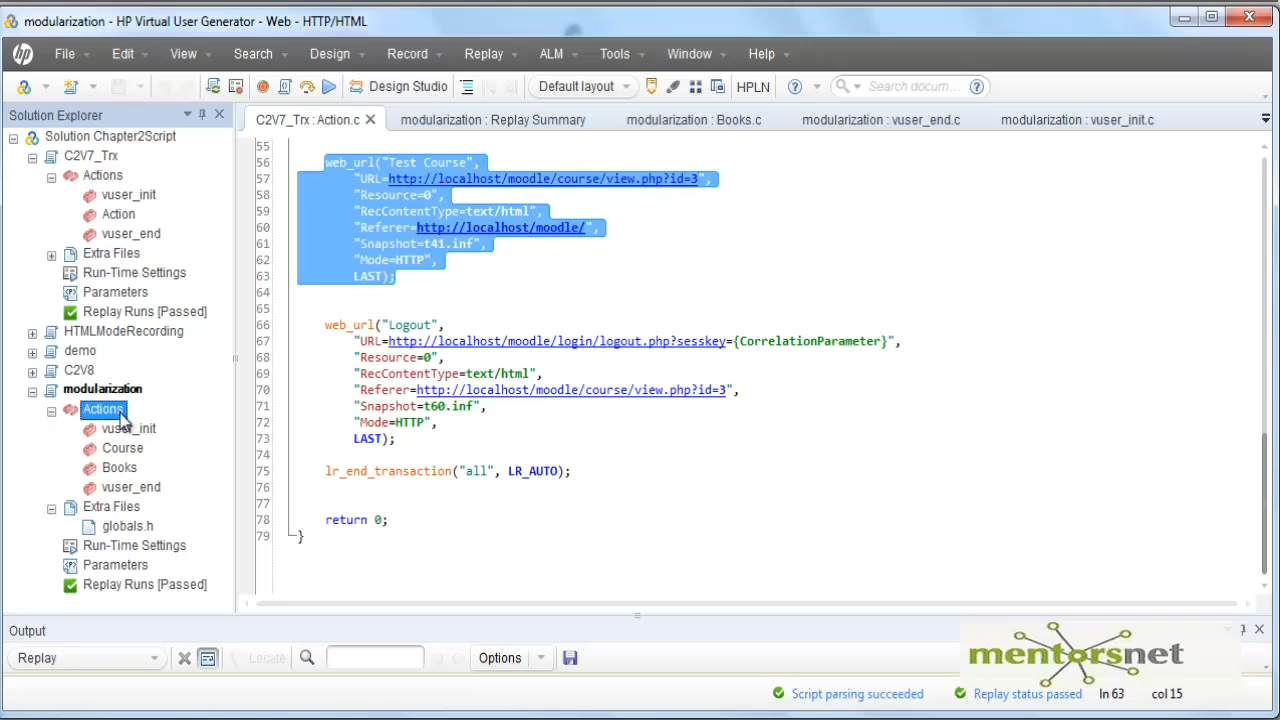 modularization - HP Virtual User Generator - Web - HTTP/HTML
hp File Edit View Search Design Record Replay ALM Tools Window Help
Design Studio Default layout HPLN Search docum...
Solution Explorer
C2V7_Trx : Action.c modularization : Replay Summary modularization : Books.c modularization : vuser_end.c modularization : vuser_init.c
Solution Chapter2Script
C2V7_Trx
Actions
vuser_init
Action
vuser_end
Extra Files
Run-Time Settings
Parameters
Replay Runs [Passed]
HTMLModeRecording
demo
C2V8
modularization
Actions
vuser_init
Course
Books
vuser_end
Extra Files
globals.h
Run-Time Settings
Parameters
Replay Runs [Passed]
55
56 web_url("Test Course",
57 "URL=http://localhost/moodle/course/view.php?id=3",
58 "Resource=0",
59 "RecContentType=text/html",
60 "Referer=http://localhost/moodle/",
61 "Snapshot=t41.inf",
62 "Mode=HTTP",
63 LAST);
64
65
66 web_url("Logout",
67 "URL=http://localhost/moodle/login/logout.php?sesskey={CorrelationParameter}",
68 "Resource=0",
69 "RecContentType=text/html",
70 "Referer=http://localhost/moodle/course/view.php?id=3",
71 "Snapshot=t60.inf",
72 "Mode=HTTP",
73 LAST);
74
75 lr_end_transaction("all", LR_AUTO);
76
77
78 return 0;
79 }
Output
Replay Locate Options
mentorsnet
Script parsing succeeded Replay status passed ln 63 col 15